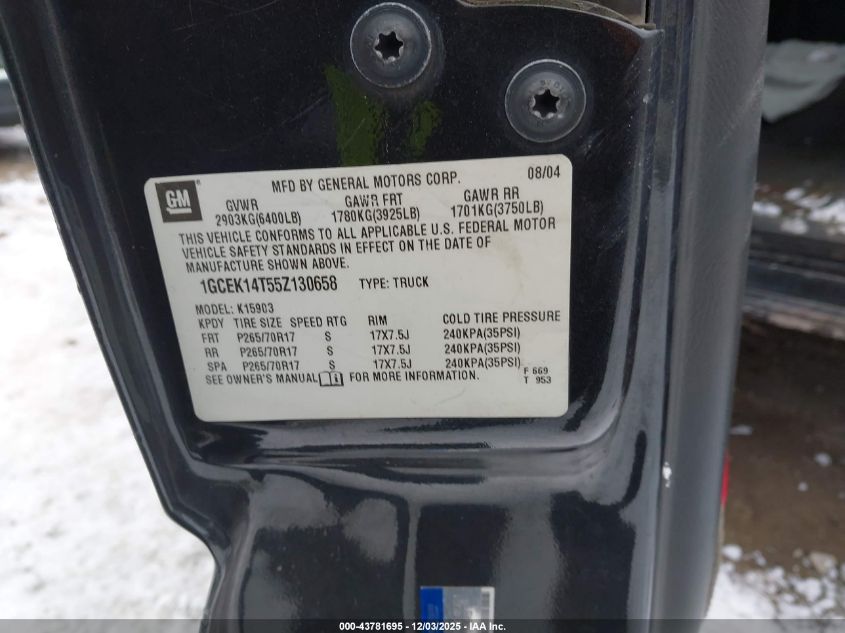 GM
MFD BY GENERAL MOTORS CORP. 08/04
GVWR GAWR FRT GAWR RR
2903KG(6400LB) 1780KG(3925LB) 1701KG(3750LB)
THIS VEHICLE CONFORMS TO ALL APPLICABLE U.S. FEDERAL MOTOR
VEHICLE SAFETY STANDARDS IN EFFECT ON THE DATE OF
MANUFACTURE SHOWN ABOVE.
1GCEK14T55Z130658 TYPE: TRUCK
MODEL: K15903
KPDY TIRE SIZE SPEED RTG RIM COLD TIRE PRESSURE
FRT P265/70R17 S 17X7.5J 240KPA(35PSI)
RR P265/70R17 S 17X7.5J 240KPA(35PSI)
SPA P265/70R17 S 17X7.5J 240KPA(35PSI)
SEE OWNER'S MANUAL FOR MORE INFORMATION.
F 669
T 953
000-43781695 - 12/03/2025 - IAA Inc.